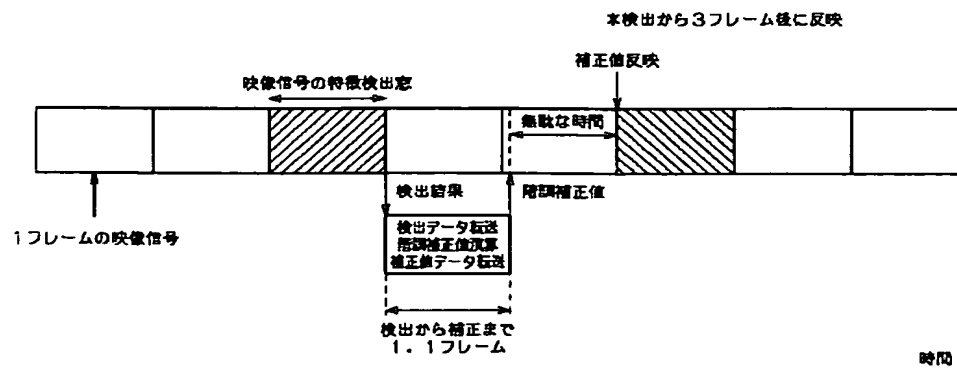 ※検出から3フレーム後に反映
補正値反映
映像信号の特徴検出窓
無駄な時間
検出結果
階調補正値
1フレームの映像信号
検出データ転送
階調補正値演算
補正値データ転送
検出から補正まで
1.1フレーム
時間